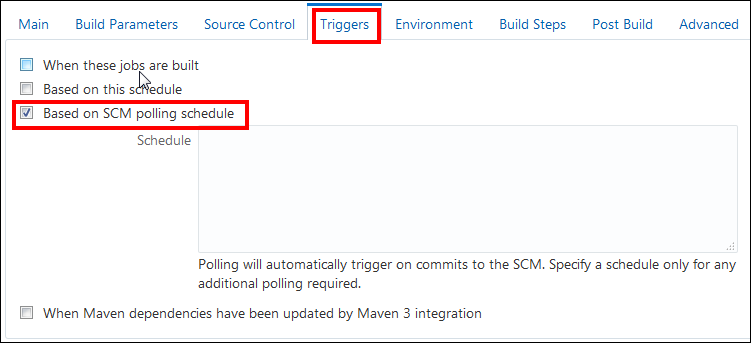 Main Build Parameters Source Control Triggers Environment Build Steps Post Build Advanced
When these jobs are built
Based on this schedule
Based on SCM polling schedule
Schedule
Polling will automatically trigger on commits to the SCM. Specify a schedule only for any
additional polling required.
When Maven dependencies have been updated by Maven 3 integration